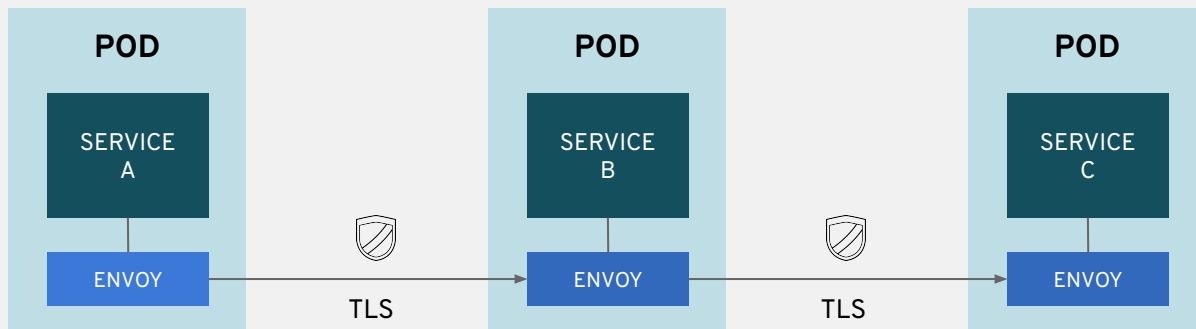 POD
SERVICE
A
ENVOY
TLS
POD
SERVICE
B
ENVOY
TLS
POD
SERVICE
C
ENVOY